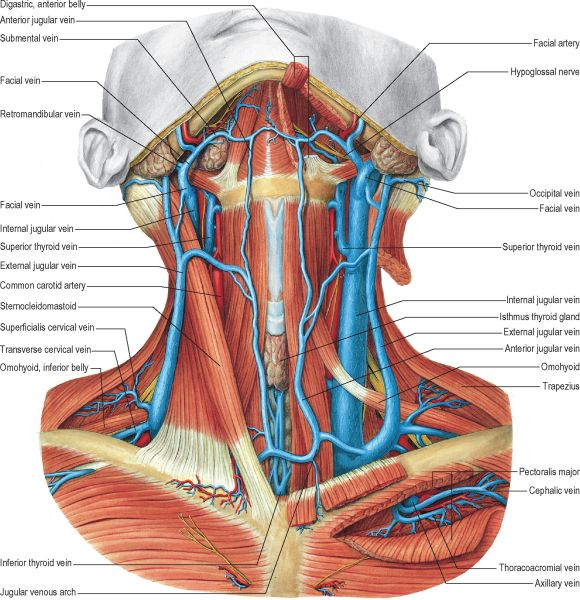 Digastric, anterior belly
Anterior jugular vein
Submental vein
Facial vein
Retromandibular vein
Facial vein
Internal jugular vein
Superior thyroid vein
External jugular vein
Common carotid artery
Sternocleidomastoid
Superficialis cervical vein
Transverse cervical vein
Omohyoid, inferior belly
Inferior thyroid vein
Jugular venous arch
Facial artery
Hypoglossal nerve
Occipital vein
Facial vein
Superior thyroid vein
Internal jugular vein
Isthmus thyroid gland
External jugular vein
Anterior jugular vein
Omohyoid
Trapezius
Pectoralis major
Cephalic vein
Thoracoacromial vein
Axillary vein